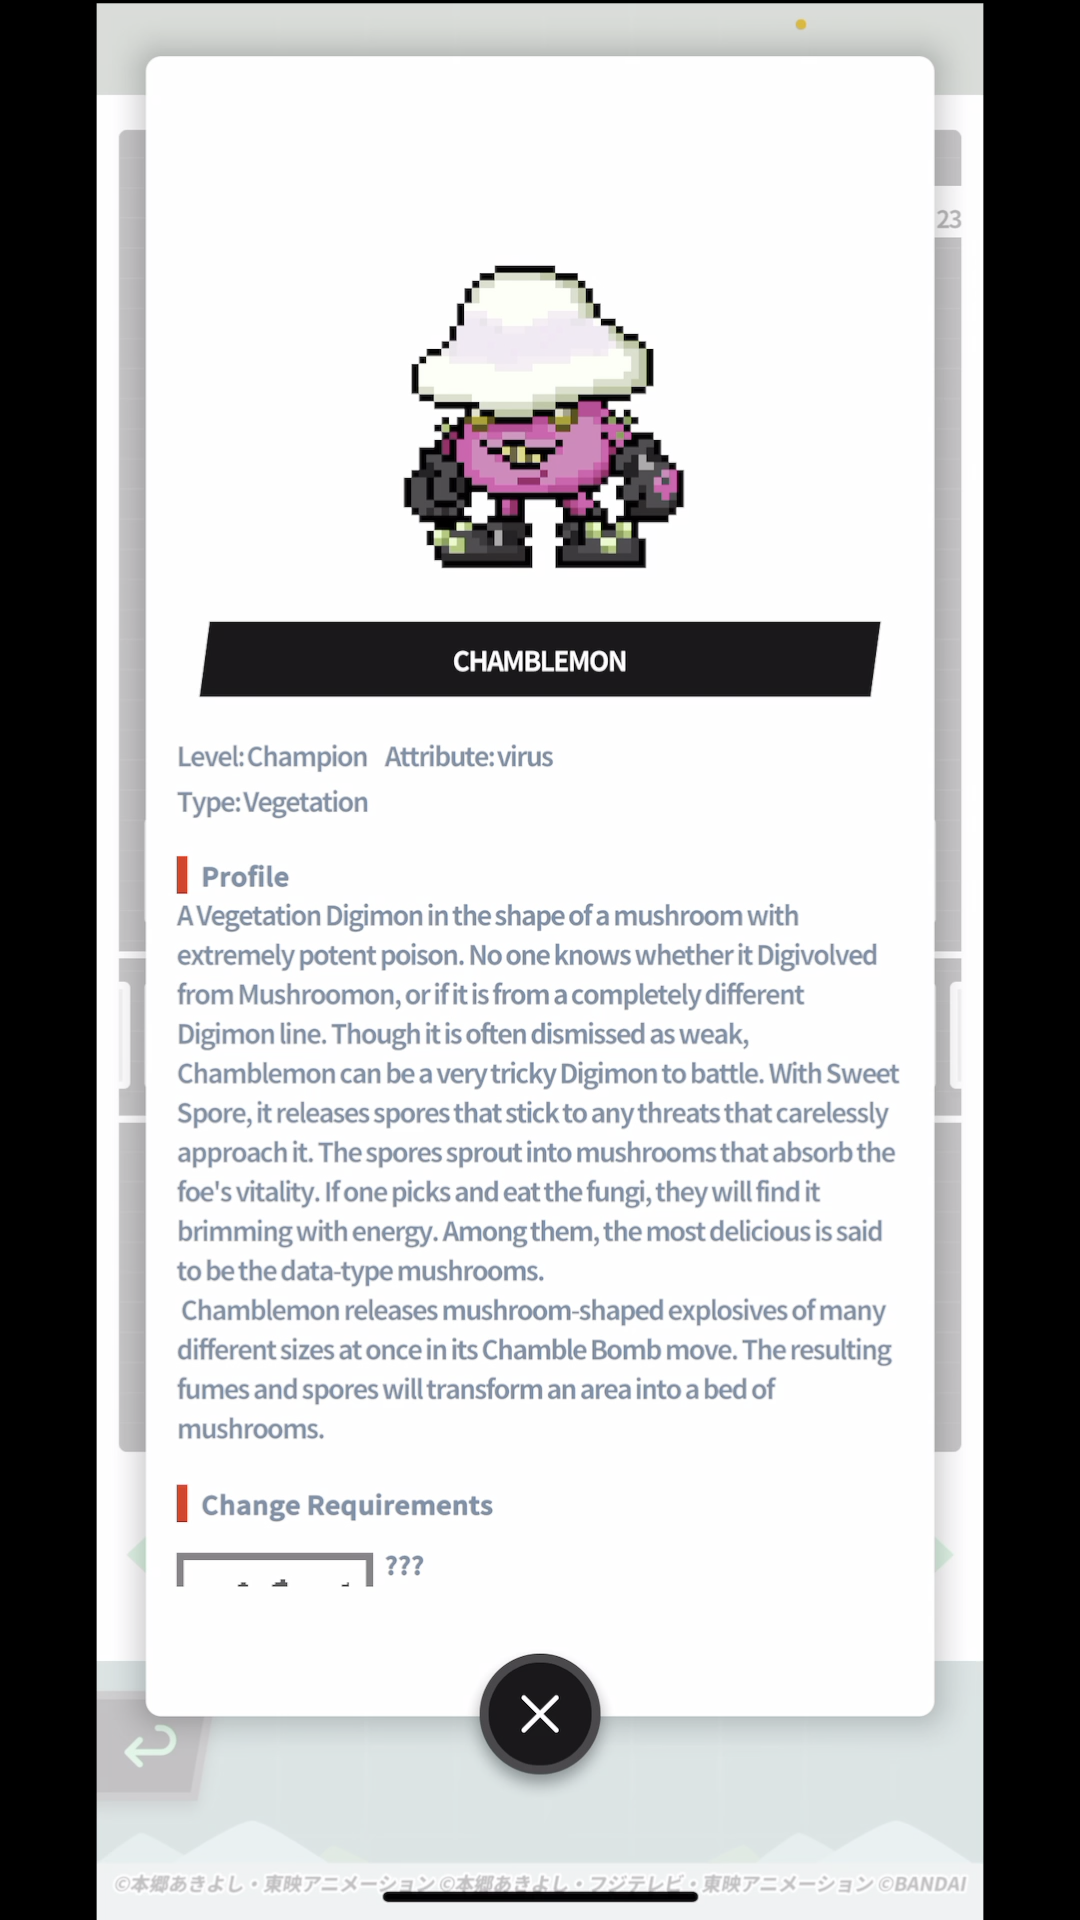 23
CHAMBLEMON
Level: Champion Attribute: virus
Type: Vegetation
Profile
A Vegetation Digimon in the shape of a mushroom with
extremely potent poison. No one knows whether it Digivolved
from Mushroomon, or if it is from a completely different
Digimon line. Though it is often dismissed as weak,
Chamblemon can be a very tricky Digimon to battle. With Sweet
Spore, it releases spores that stick to any threats that carelessly
approach it. The spores sprout into mushrooms that absorb the
foe's vitality. If one picks and eat the fungi, they will find it
brimming with energy. Among them, the most delicious is said
to be the data-type mushrooms.
Chamblemon releases mushroom-shaped explosives of many
different sizes at once in its Chamble Bomb move. The resulting
fumes and spores will transform an area into a bed of
mushrooms.
Change Requirements
???
©本郷あきよし・東映アニメーション ©本郷あきよし・フジテレビ・東映アニメーション ©BANDAI